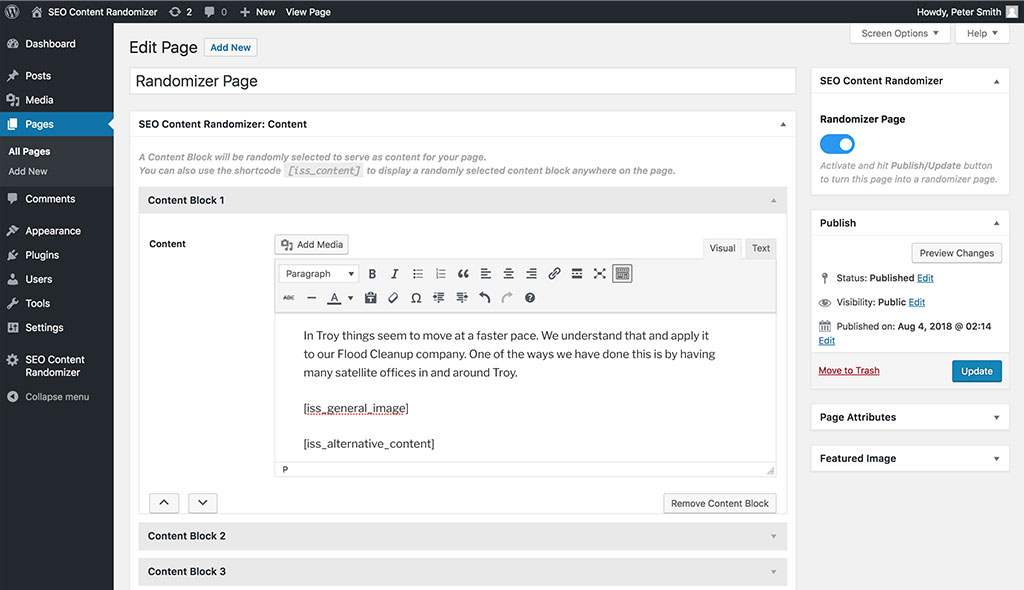 SEO Content Randomizer 2 0 New View Page Howdy, Peter Smith
Screen Options Help
Dashboard
Posts
Media
Pages
All Pages
Add New
Comments
Appearance
Plugins
Users
Tools
Settings
SEO Content
Randomizer
Collapse menu
Edit Page Add New
Randomizer Page
SEO Content Randomizer: Content
A Content Block will be randomly selected to serve as content for your page.
You can also use the shortcode [iss_content] to display a randomly selected content block anywhere on the page.
Content Block 1
Content
Add Media
Visual Text
Paragraph B I
ABC A
In Troy things seem to move at a faster pace. We understand that and apply it
to our Flood Cleanup company. One of the ways we have done this is by having
many satellite offices in and around Troy.
[iss_general_image]
[iss_alternative_content]
P
Remove Content Block
Content Block 2
Content Block 3
SEO Content Randomizer
Randomizer Page
Activate and hit Publish/Update button
to turn this page into a randomizer page.
Publish
Preview Changes
Status: Published Edit
Visibility: Public Edit
Published on: Aug 4, 2018 @ 02:14
Edit
Move to Trash Update
Page Attributes
Featured Image